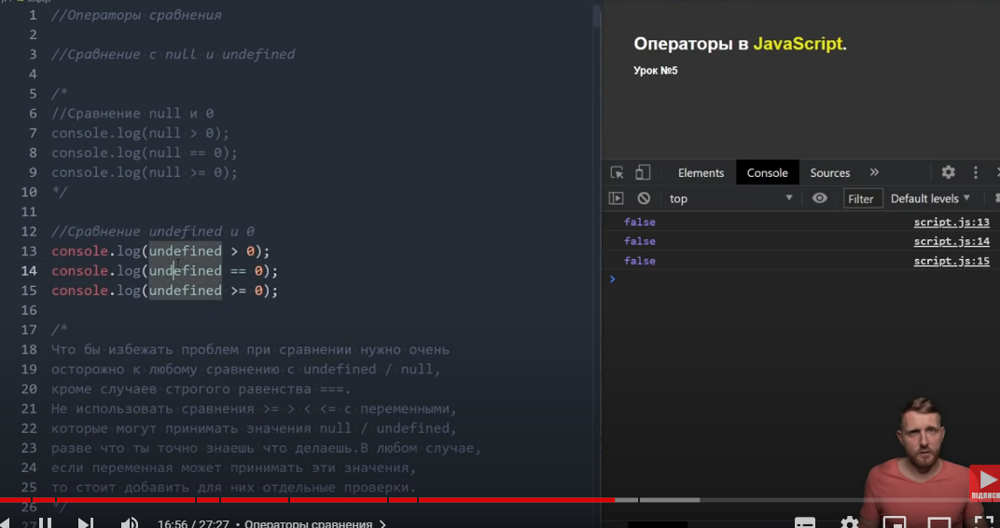 1 //Операторы сравнения
2
3 //Сравнение с null и undefined
4
5 /*
6 //Сравнение null и 0
7 console.log(null > 0);
8 console.log(null == 0);
9 console.log(null >= 0);
10 */
11
12 //Сравнение undefined и 0
13 console.log(undefined > 0);
14 console.log(undefined == 0);
15 console.log(undefined >= 0);
16
17 /*
18 Что бы избежать проблем при сравнении нужно очень
19 осторожно к любому сравнению с undefined / null,
20 кроме случаев строгого равенства ===.
21 Не использовать сравнения >= > < <= с переменными,
22 которые могут принимать значения null / undefined,
23 разве что ты точно знаешь что делаешь.В любом случае,
24 если переменная может принимать эти значения,
25 то стоит добавить для них отдельные проверки.
26 */
27
Операторы в JavaScript.
Урок №5
Elements Console Sources »
top Filter Default levels
false script.js:13
false script.js:14
false script.js:15
підписк
16:56 / 27:27 • Операторы сравнения